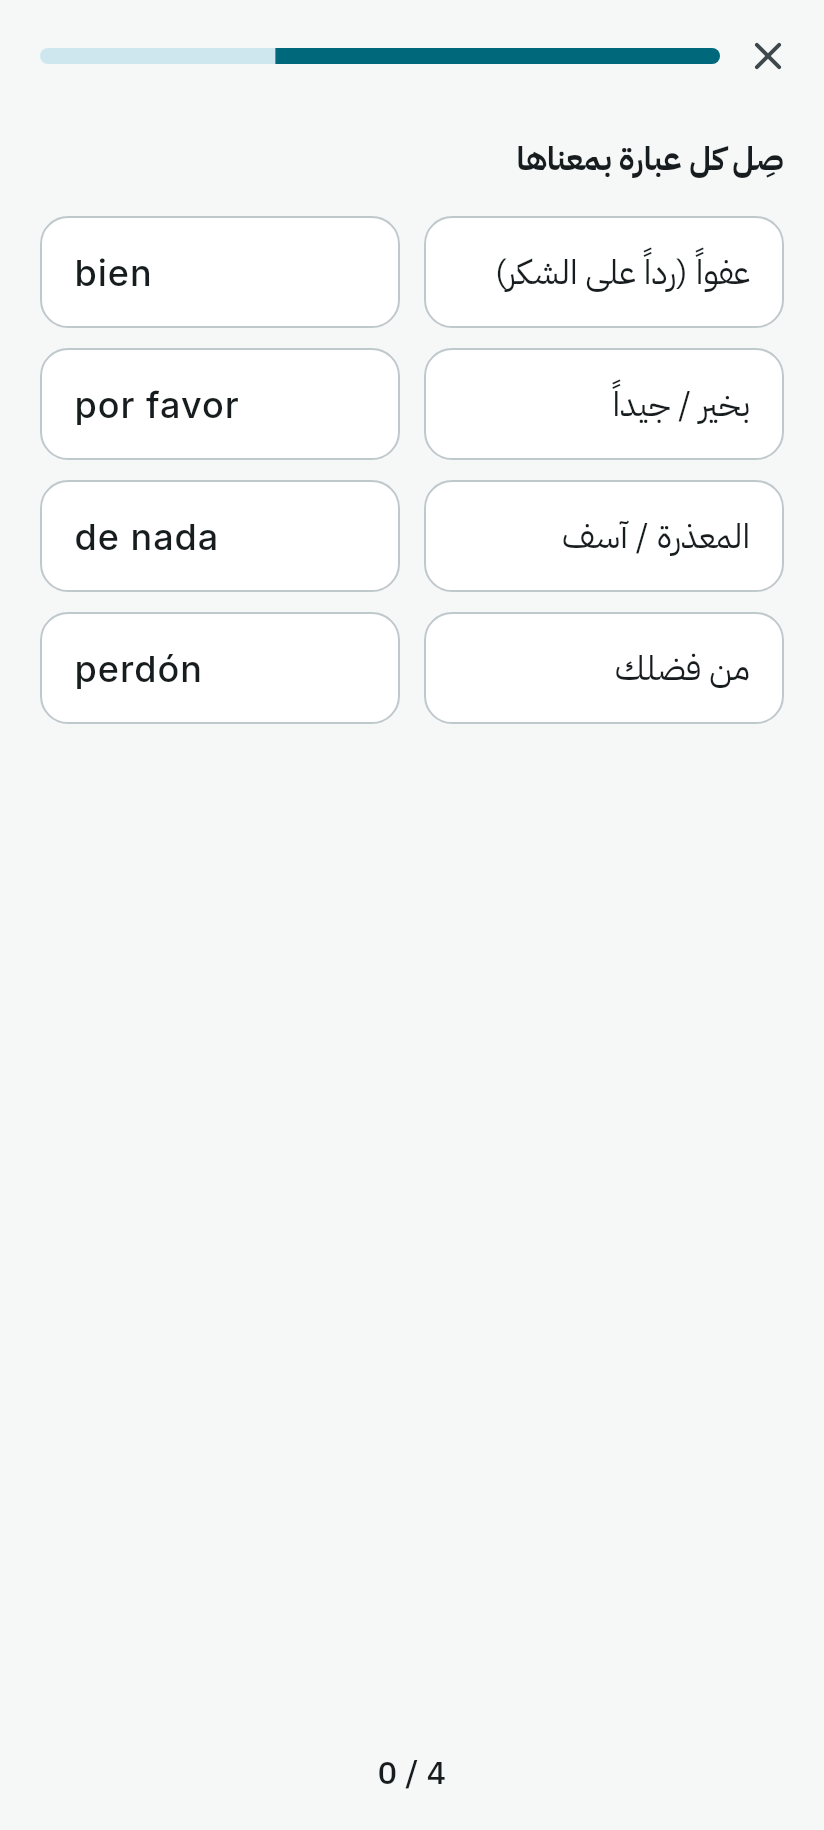 صِل كل عبارة بمعناها
عفواً (رداً على الشكر)
bien
بخير / جيداً
por favor
المعذرة / آسف
de nada
من فضلك
perdón
0 / 4